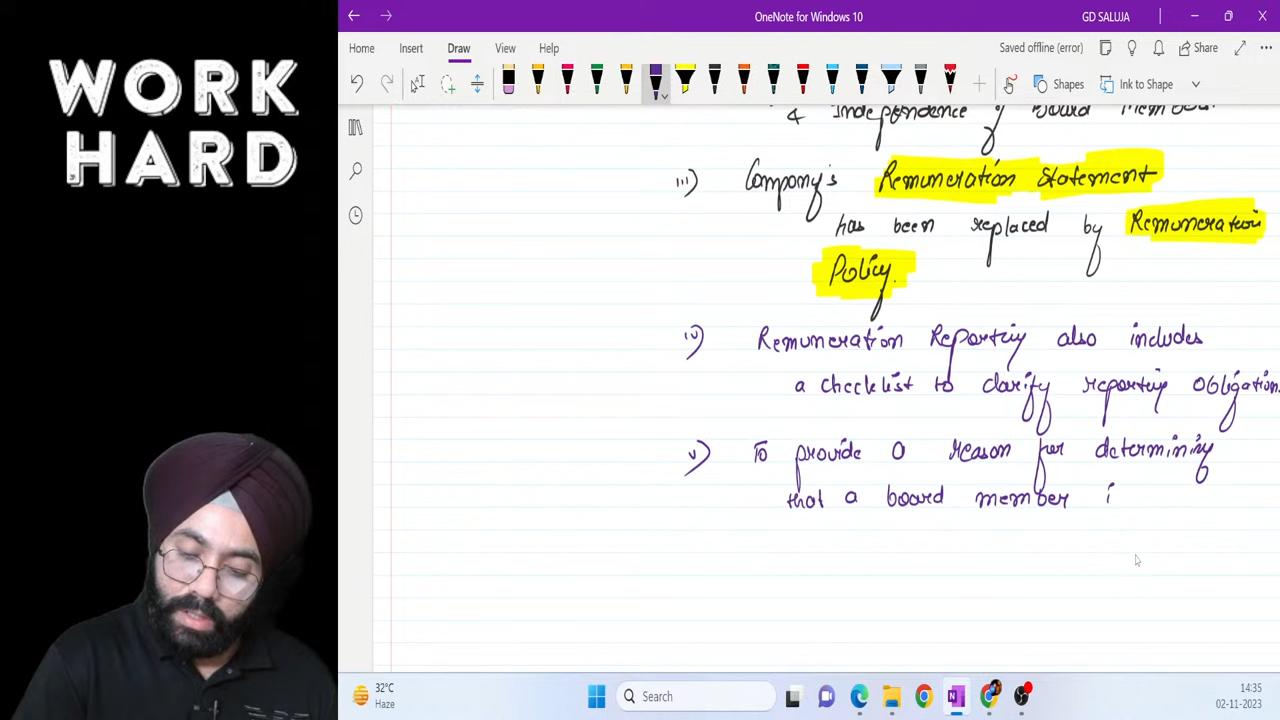 WORK
HARD
OneNote for Windows 10
GD SALUJA
Home Insert Draw View Help
Saved offline (error)
Share
Shapes
Ink to Shape
& Independence of Board Member
iii) Company's Remuneration Statement
has been replaced by Remuneration
Policy.
iv) Remuneration Reporting also includes
a checklist to clarify reporting obligation
v) To provide a reason for determining
that a board member i
32°C
Haze
Search
14:35
02-11-2023